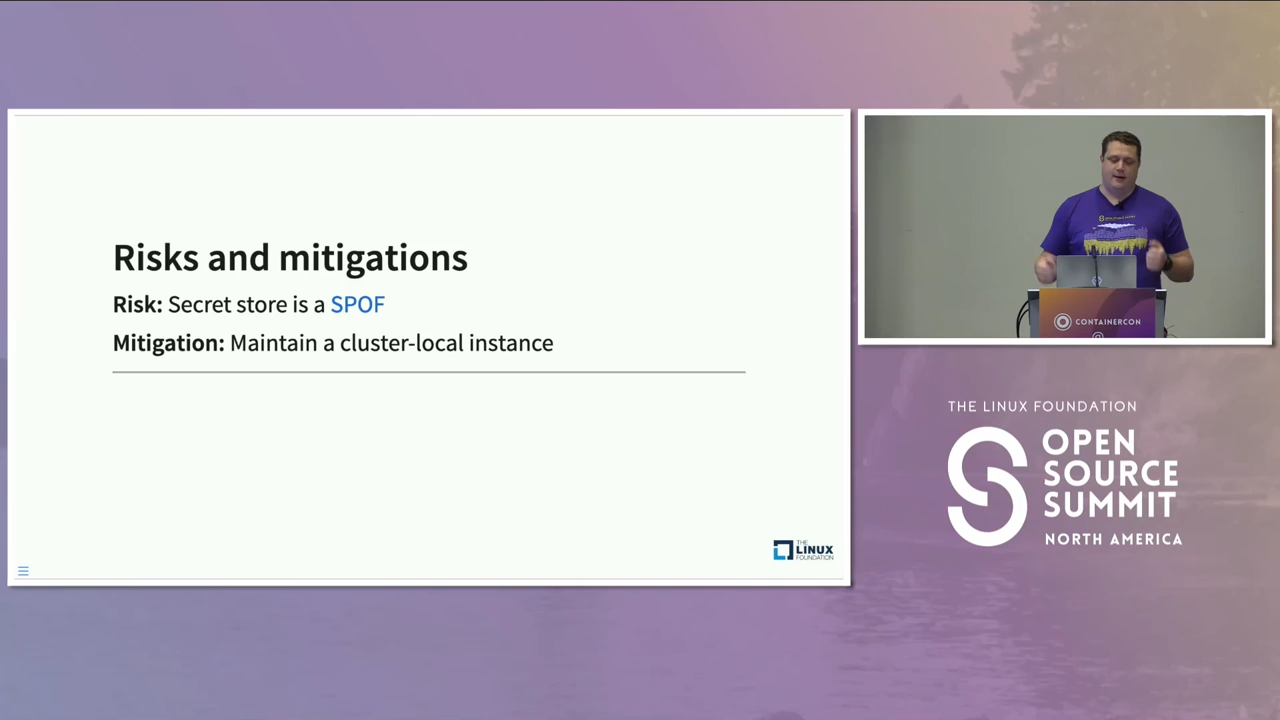 Risks and mitigations
Risk: Secret store is a SPOF
Mitigation: Maintain a cluster-local instance
THE
LINUX
FOUNDATION
CONTAINERCON
THE LINUX FOUNDATION
OPEN
SOURCE
SUMMIT
NORTH AMERICA